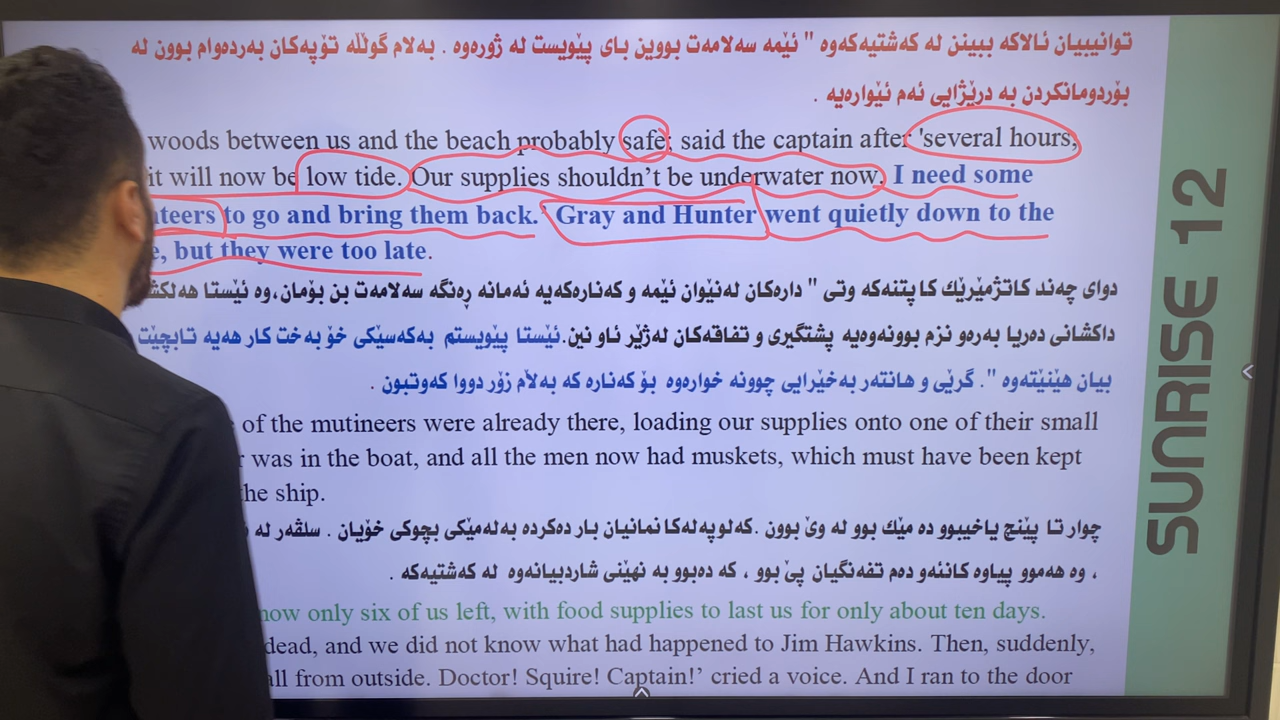 توانیبیان ئالاکە ببینن لە کەشتیەکەوە " ئێمە سەلامەت بووین بای پێویست لە ژورەوە . بەلام گوللە تۆپەکان بەردەوام بوون لە
بۆردومانکردن بە درێژایی ئەم ئێوارەیە .
woods between us and the beach probably safe; said the captain after 'several hours,
it will now be low tide. Our supplies shouldn't be underwater now. I need some
nteers to go and bring them back.' Gray and Hunter went quietly down to the
e, but they were too late.
دوای چەند کاتژمێرێك کاپتنەکە وتی " دارەکان لەنێوان ئێمە و کەنارەکەیە ئەمانە ڕەنگە سەلامەت بن بۆمان،وە ئێستا هەلکش
داکشانی دەریا بەرەو نزم بوونەوەیە پشتگیری و تفاقەکان لەژێر ئاو نین.ئێستا پێویستم بەکەسێکی خۆبەخت کار هەیە تابچێت
بیان هێنێتەوە ". گرێی و هانتەر بەخێرایی چوونە خوارەوە بۆ کەنارە کە بەلاَم زۆر دووا کەوتبون .
of the mutineers were already there, loading our supplies onto one of their small
r was in the boat, and all the men now had muskets, which must have been kept
the ship.
چوار تا پێنج یاخیبوو دە مێك بوو لە وێ بوون .کەلوپەلەکا نمانیان بار دەکردە بەلەمێکی بچوکی خۆیان . سلڤەر لە
، وە هەموو پیاوە کانئەو دەم تفەنگیان پێ بوو ، کە دەبوو بە نهێنی شاردبیانەوە لە کەشتیەکە .
now only six of us left, with food supplies to last us for only about ten days.
dead, and we did not know what had happened to Jim Hawkins. Then, suddenly,
all from outside. Doctor! Squire! Captain!' cried a voice. And I ran to the door
SUNRISE 12